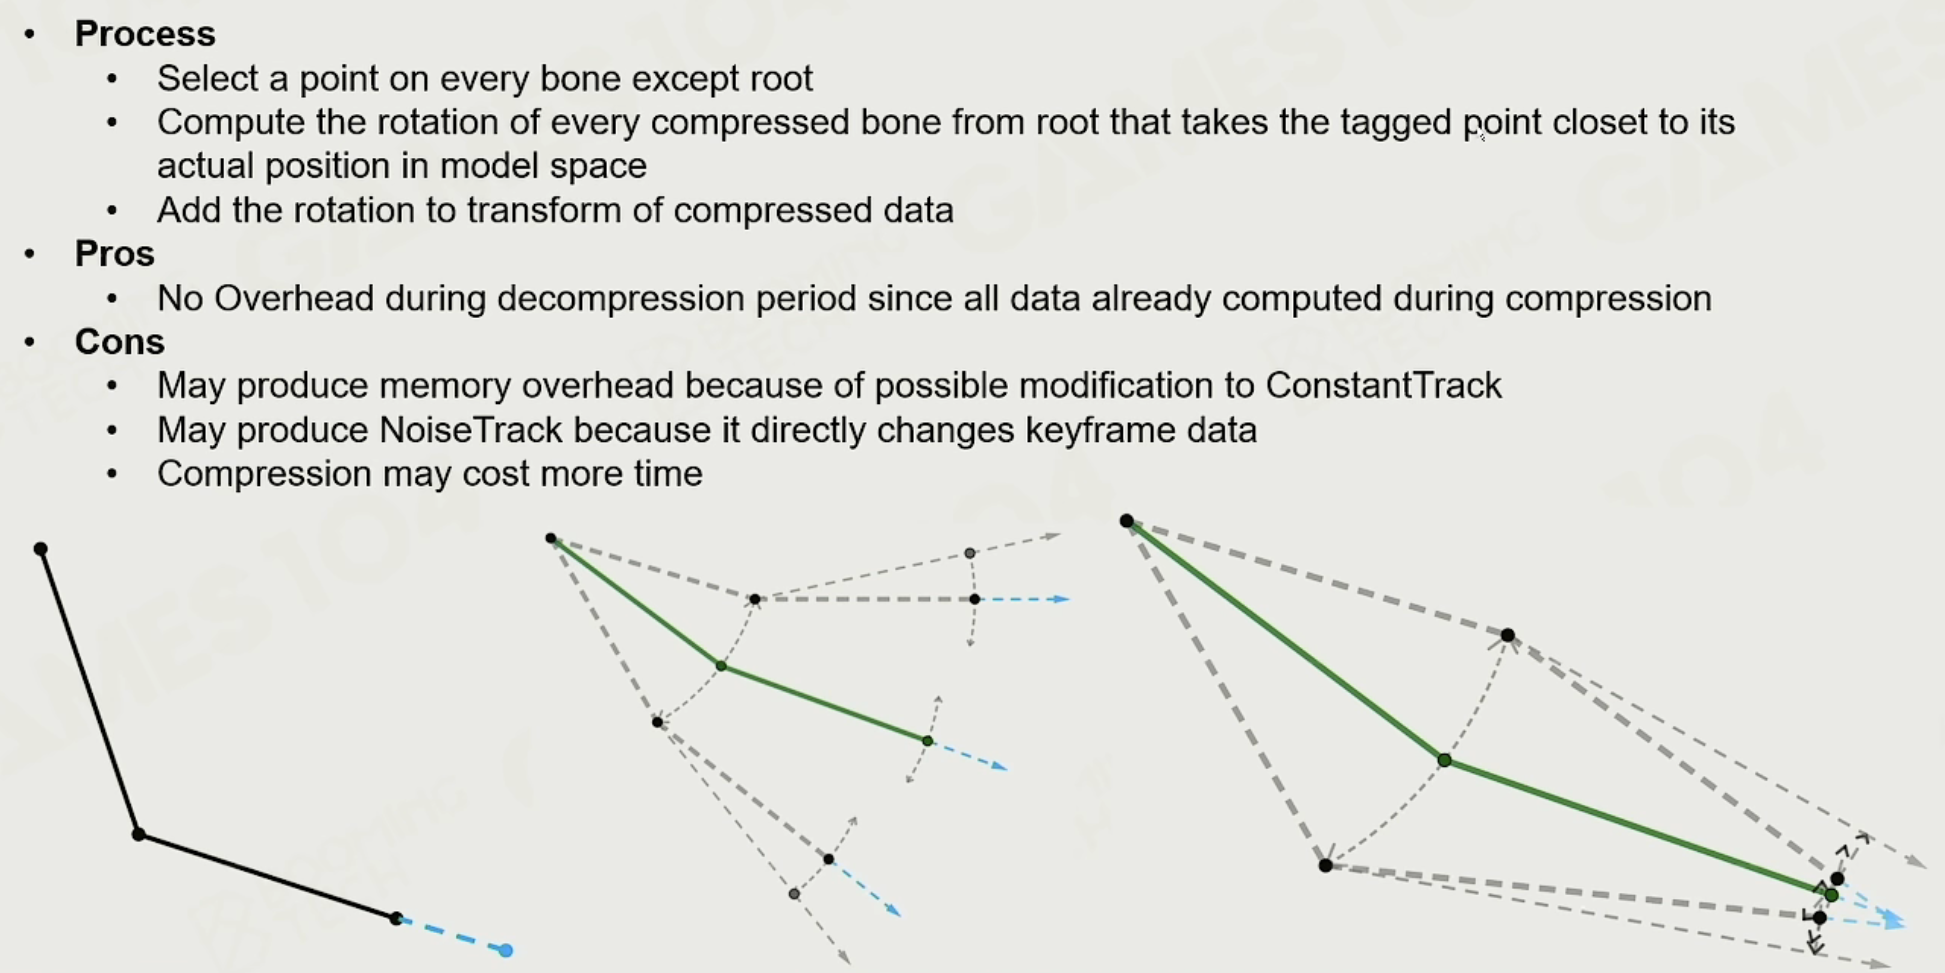 • Process
• Select a point on every bone except root
• Compute the rotation of every compressed bone from root that takes the tagged point closet to its
actual position in model space
• Add the rotation to transform of compressed data
• Pros
• No Overhead during decompression period since all data already computed during compression
• Cons
• May produce memory overhead because of possible modification to ConstantTrack
• May produce NoiseTrack because it directly changes keyframe data
• Compression may cost more time
GAMES 104